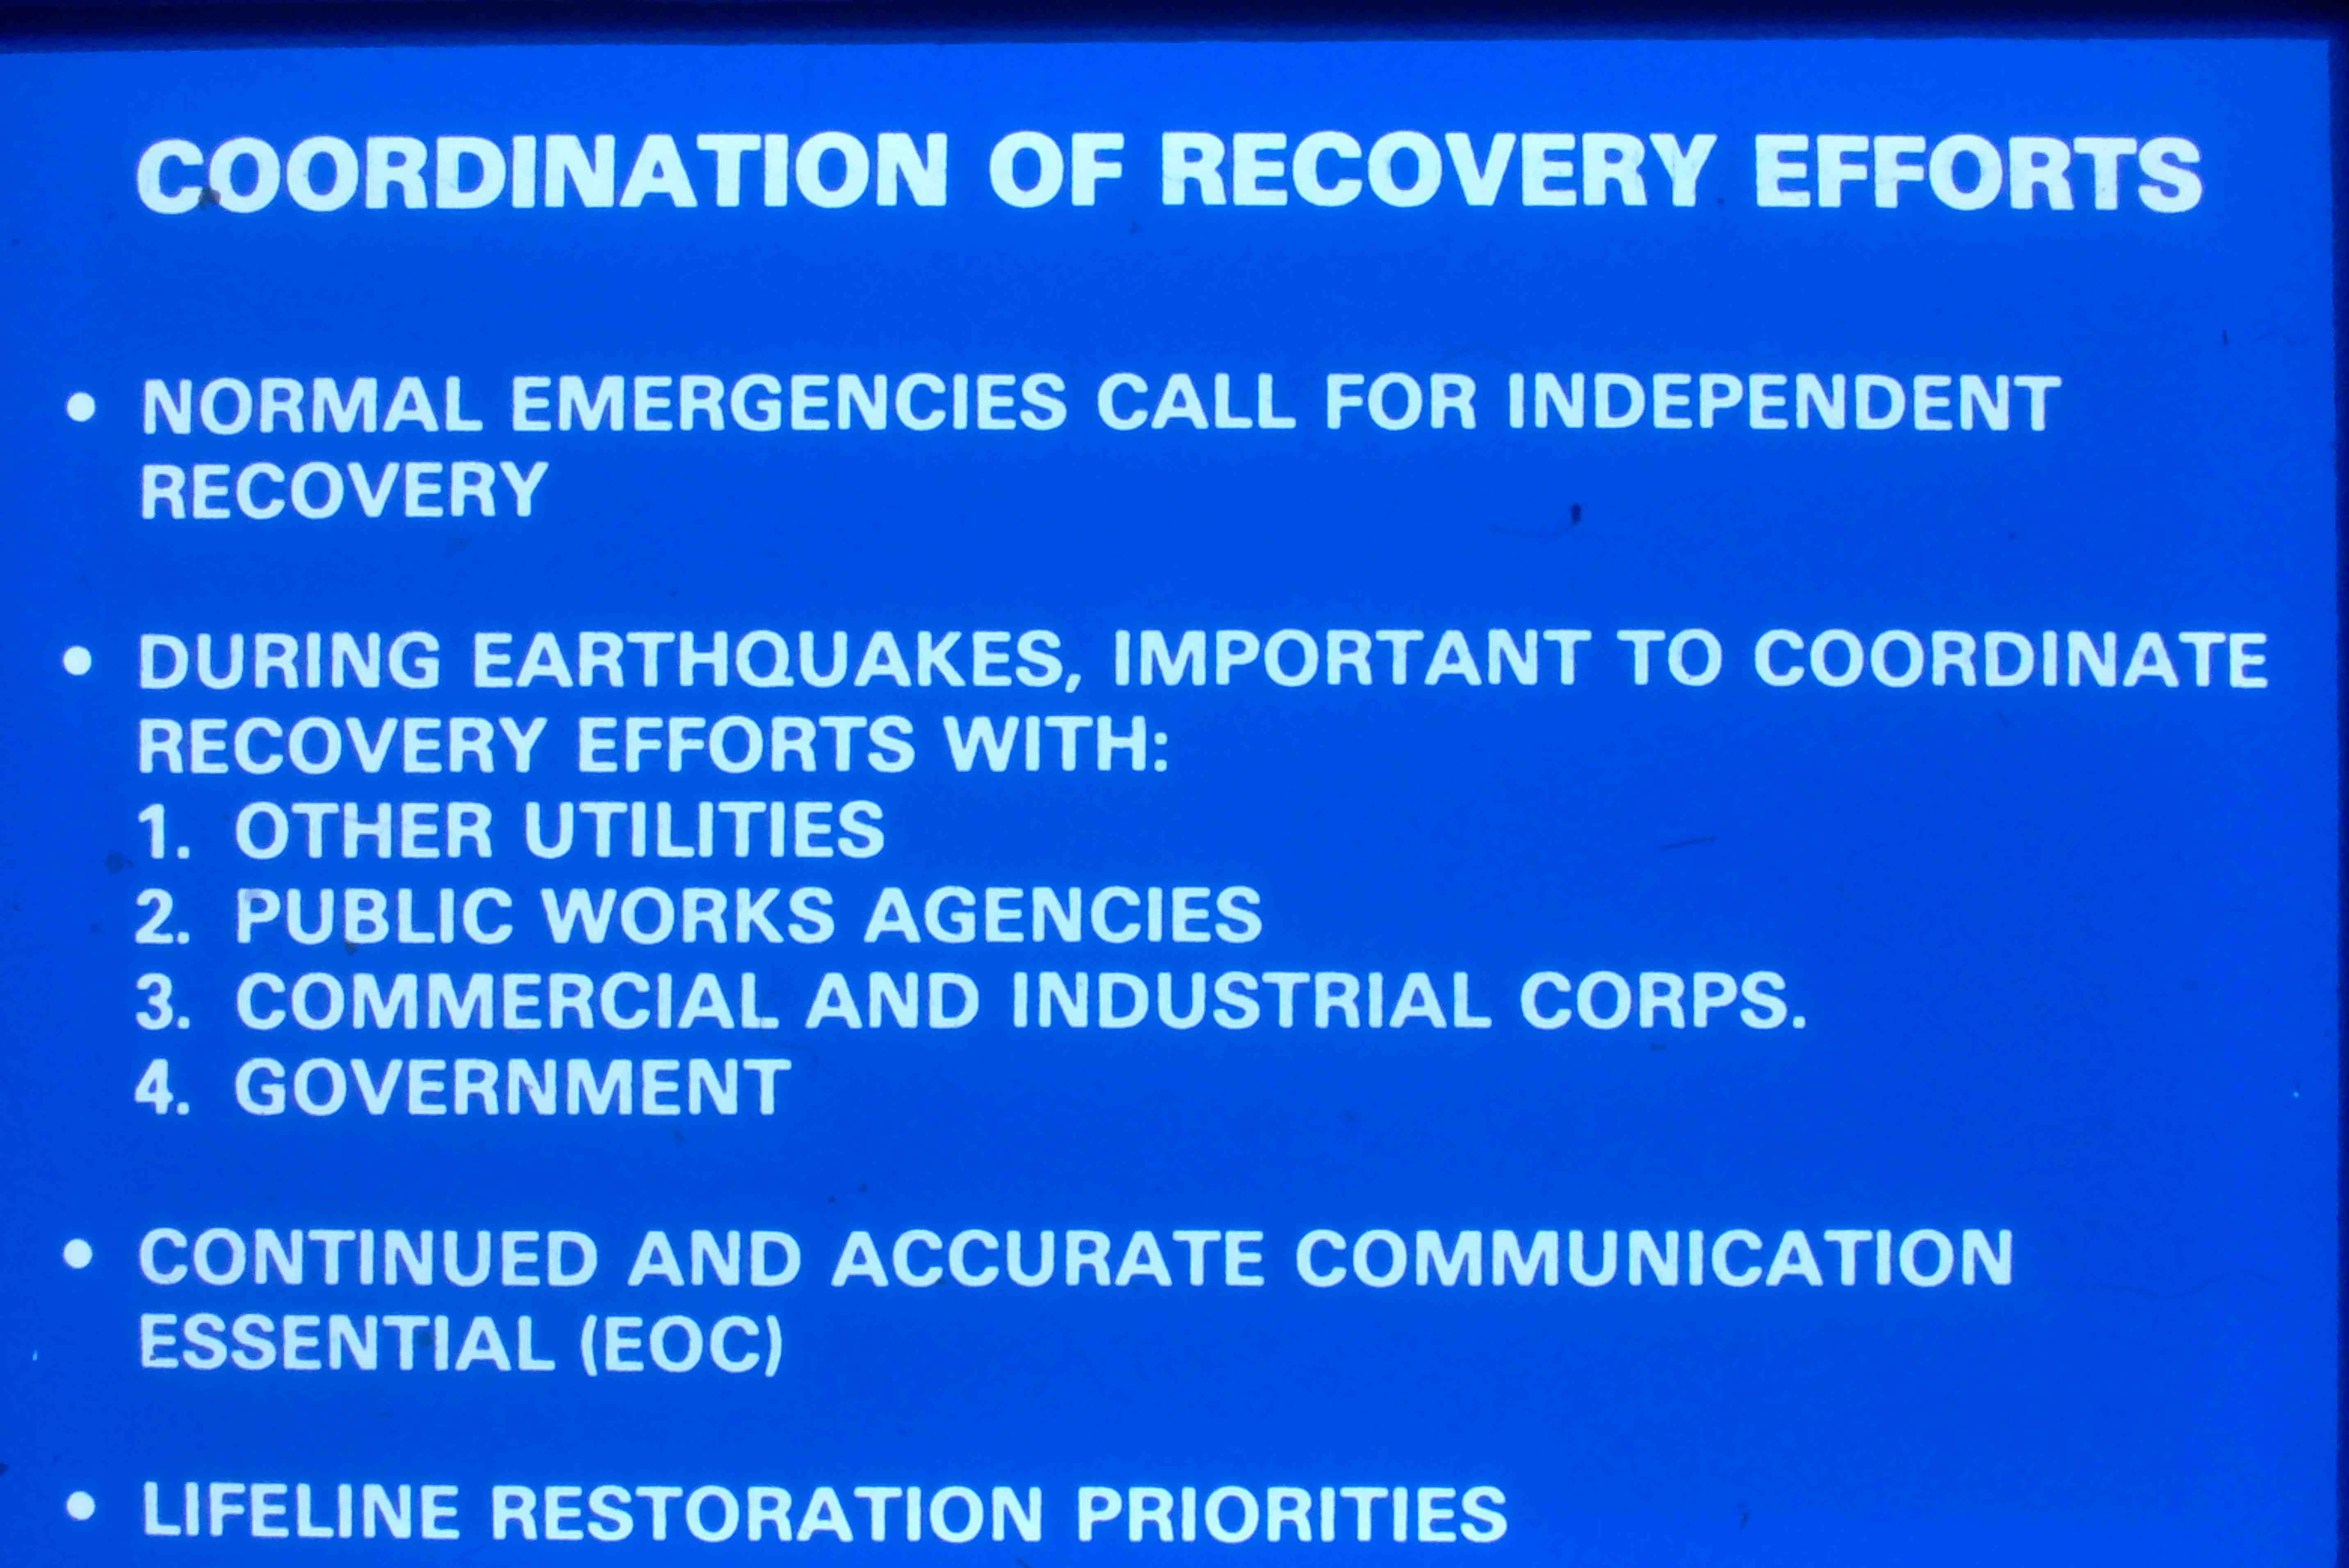 COORDINATION OF RECOVERY EFFORTS
• NORMAL EMERGENCIES CALL FOR INDEPENDENT
RECOVERY
• DURING EARTHQUAKES, IMPORTANT TO COORDINATE
RECOVERY EFFORTS WITH:
1. OTHER UTILITIES
2. PUBLIC WORKS AGENCIES
3. COMMERCIAL AND INDUSTRIAL CORPS.
4. GOVERNMENT
• CONTINUED AND ACCURATE COMMUNICATION
ESSENTIAL (EOC)
• LIFELINE RESTORATION PRIORITIES